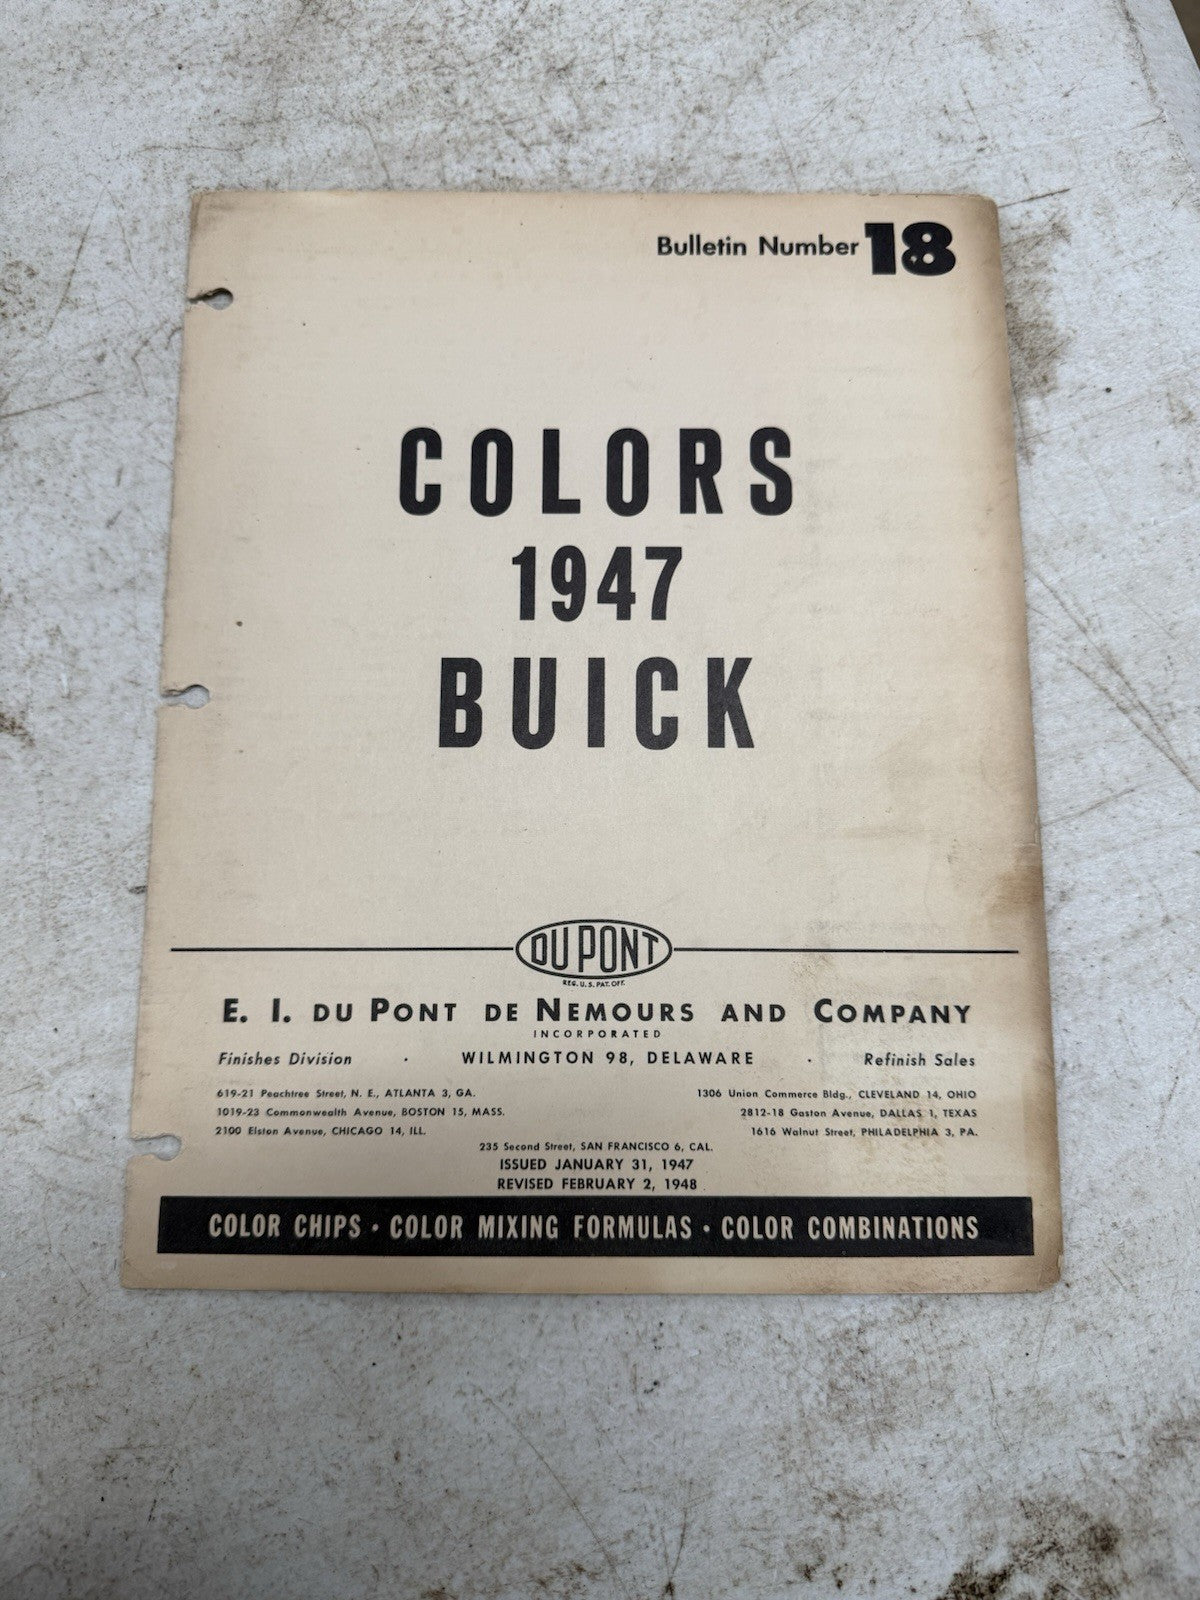 Bulletin Number 18
COLORS
1947
BUICK
DU PONT
REG. U.S. PAT. OFF.
E. I. DU PONT DE NEMOURS AND COMPANY
INCORPORATED
Finishes Division · WILMINGTON 98, DELAWARE · Refinish Sales
619-21 Peachtree Street, N. E., ATLANTA 3, GA. 1306 Union Commerce Bldg., CLEVELAND 14, OHIO
1019-23 Commonwealth Avenue, BOSTON 15, MASS. 2812-18 Gaston Avenue, DALLAS 1, TEXAS
2100 Elston Avenue, CHICAGO 14, ILL. 1616 Walnut Street, PHILADELPHIA 3, PA.
235 Second Street, SAN FRANCISCO 6, CAL.
ISSUED JANUARY 31, 1947
REVISED FEBRUARY 2, 1948
COLOR CHIPS · COLOR MIXING FORMULAS · COLOR COMBINATIONS